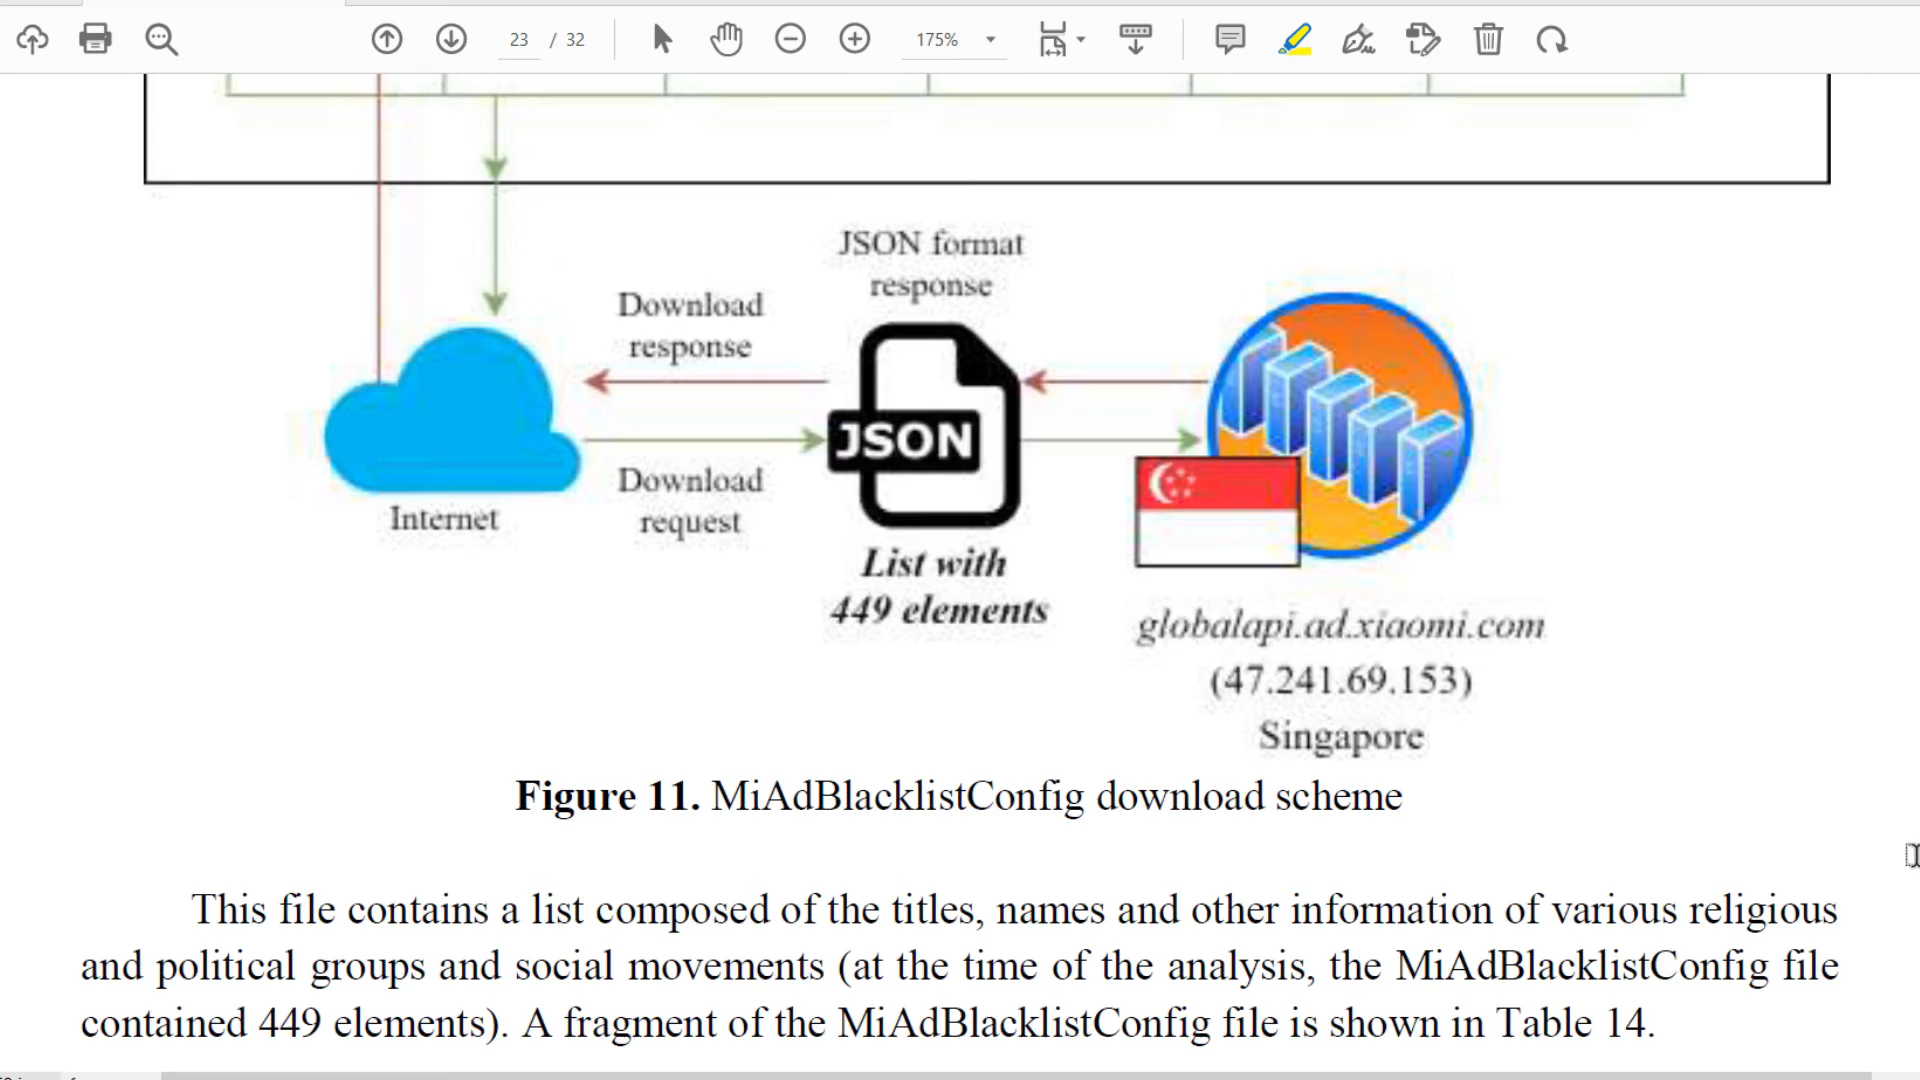 23 / 32
175%
JSON format
response
Download
response
JSON
Internet
Download
request
List with
449 elements
globalapi.ad.xiaomi.com
(47.241.69.153)
Singapore
Figure 11. MiAdBlacklistConfig download scheme
This file contains a list composed of the titles, names and other information of various religious
and political groups and social movements (at the time of the analysis, the MiAdBlacklistConfig file
contained 449 elements). A fragment of the MiAdBlacklistConfig file is shown in Table 14.